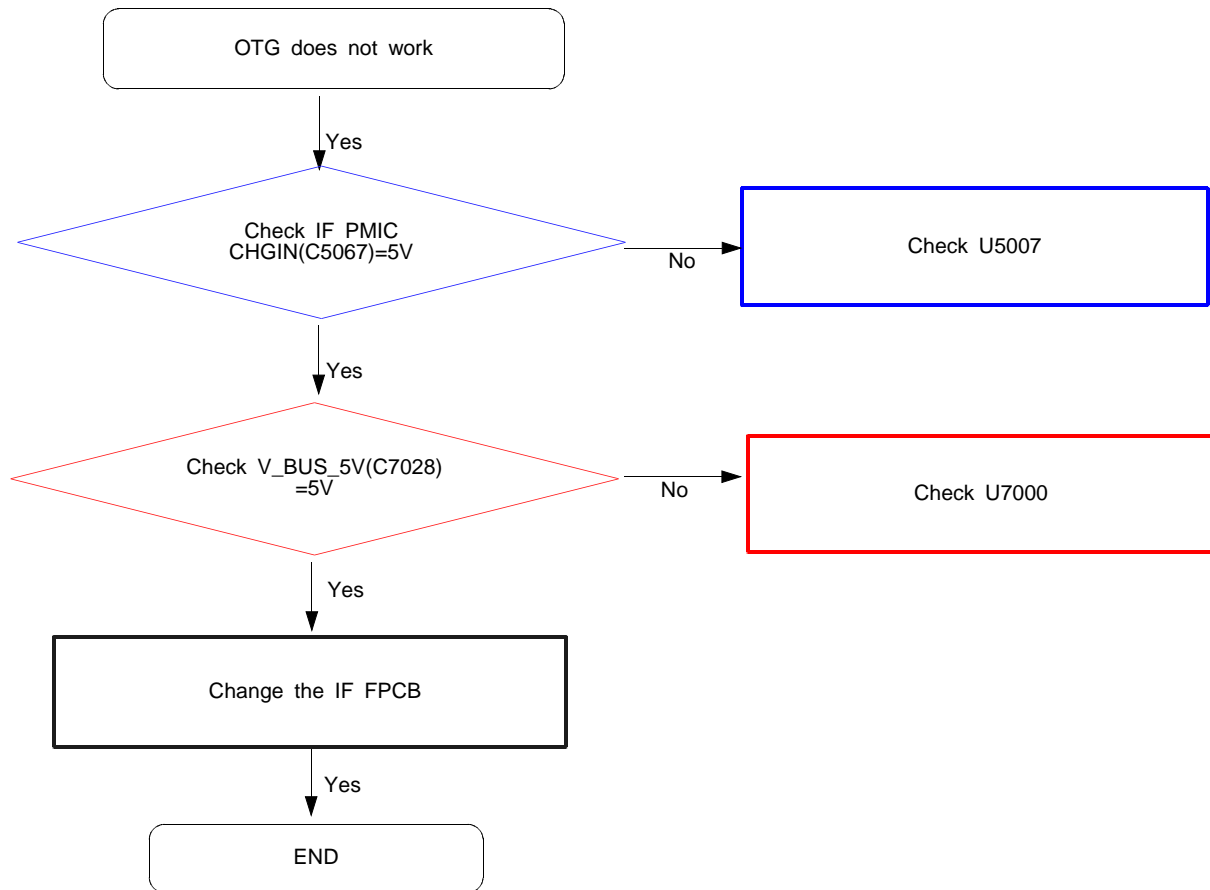 OTG does not work
Yes
Check IF PMIC
CHGIN(C5067)=5V
No
Check U5007
Yes
Check V_BUS_5V(C7028)
=5V
No
Check U7000
Yes
Change the IF FPCB
Yes
END